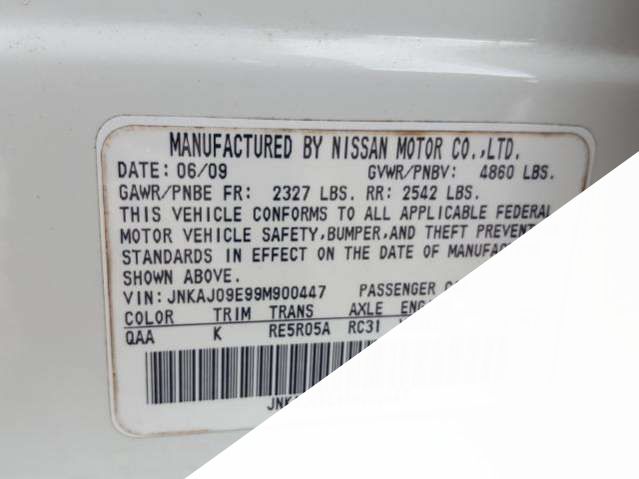 MANUFACTURED BY NISSAN MOTOR CO.,LTD.
DATE: 06/09 GVWR/PNBV: 4860 LBS.
GAWR/PNBE FR: 2327 LBS. RR: 2542 LBS.
THIS VEHICLE CONFORMS TO ALL APPLICABLE FEDERAL
MOTOR VEHICLE SAFETY,BUMPER,AND THEFT
STANDARDS IN EFFECT ON THE DATE OF
SHOWN ABOVE.
VIN: JNKAJ09E99M900447 PASSENGER
COLOR TRIM TRANS AXLE
QAA K RE5R05A RC31